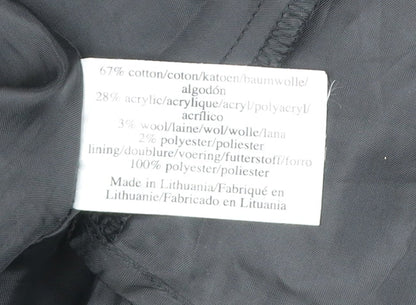 67% cotton/coton/katoen/baumwolle/
algodón
28% acrylic/acrylique/acryl/polyacryl/
acrílico
3% wool/laine/wol/wolle/lana
2% polyester/poliester
lining/doublure/voering/futterstoff/forro
100% polyester/poliester
Made in Lithuania/Fabriqué en
Lithuanie/Fabricado en Lituania